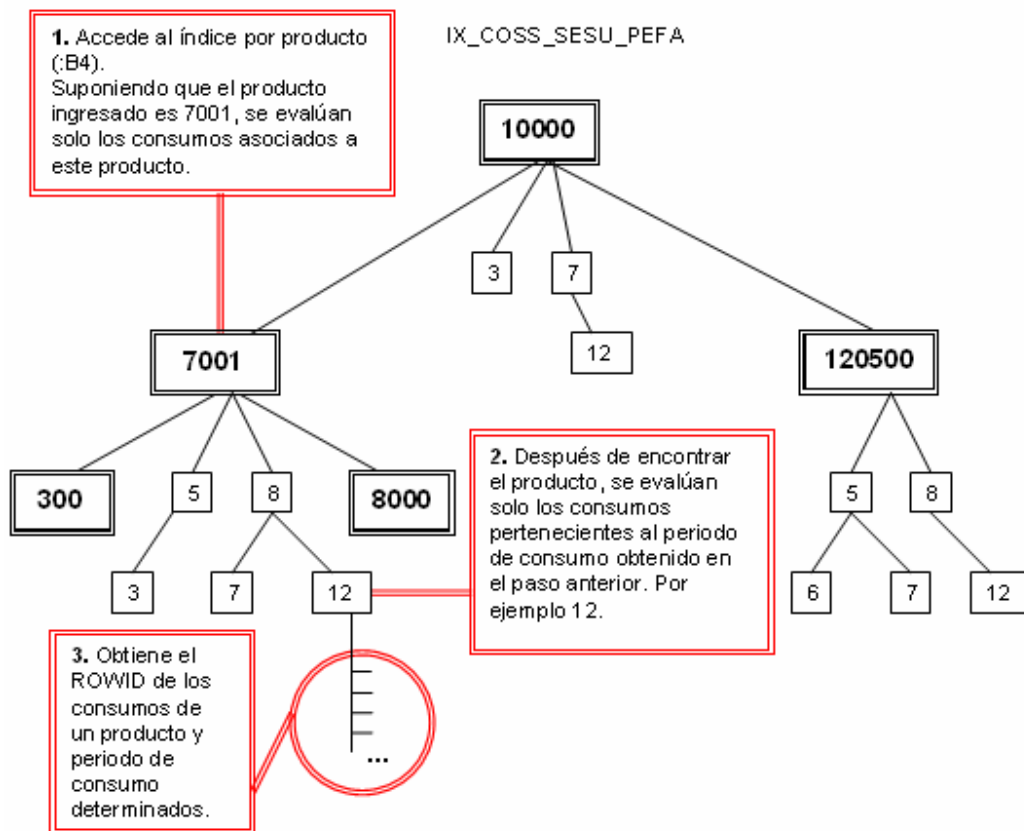 1. Accede al índice por producto
(:B4).
Suponiendo que el producto
ingresado es 7001, se evalúan
solo los consumos asociados a
este producto.
IX_COSS_SESU_PEFA
10000
3
7
12
7001
120500
300
5
8
8000
2. Después de encontrar
el producto, se evalúan
solo los consumos
pertenecientes al periodo
de consumo obtenido en
el paso anterior. Por
ejemplo 12.
5
8
3
7
12
6
7
12
3. Obtiene el
ROWID de los
consumos de
un producto y
periodo de
consumo
determinados.
...